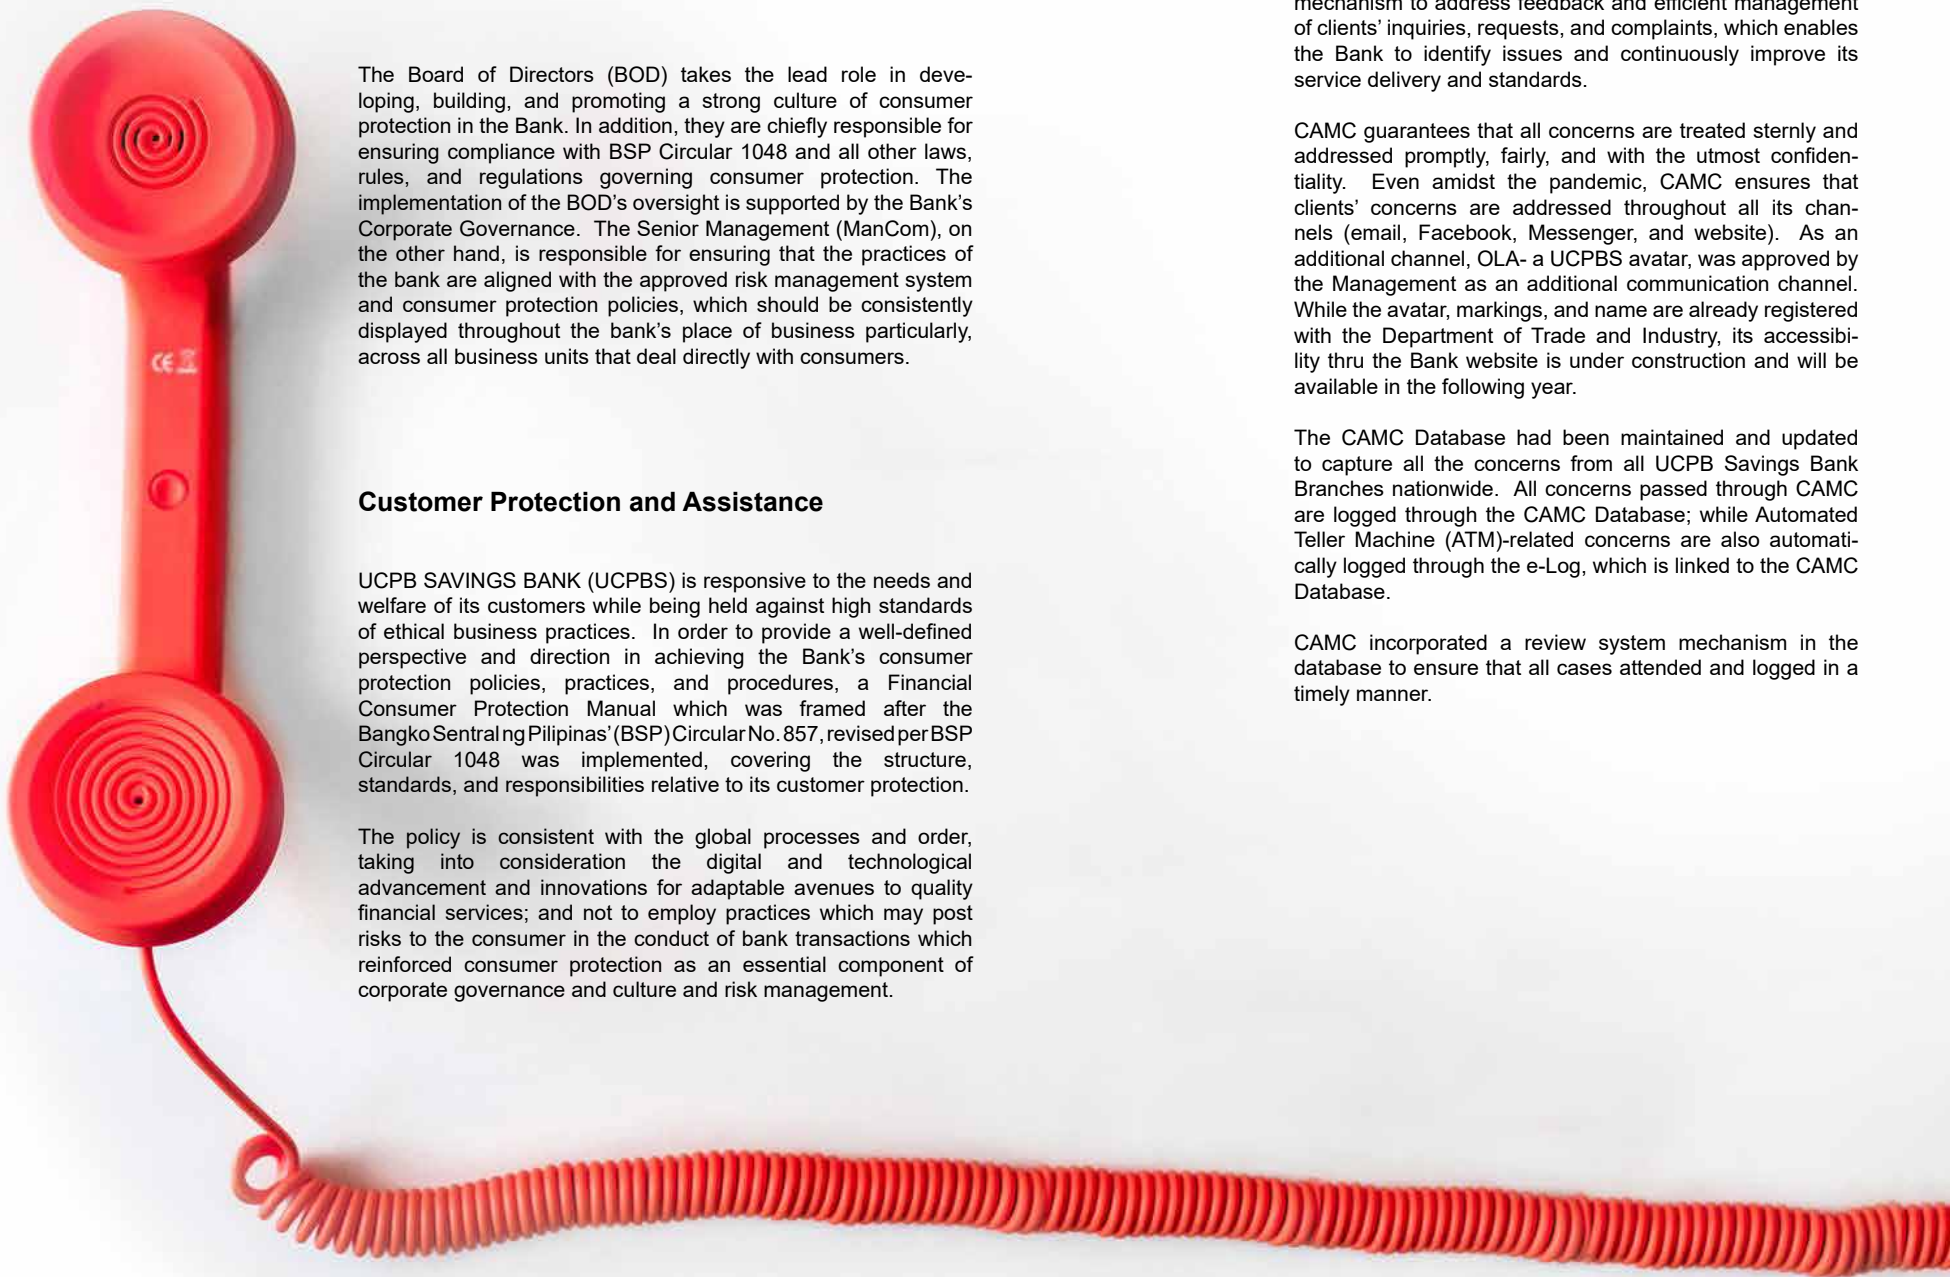 The Board of Directors (BOD) takes the lead role in deve-
loping, building, and promoting a strong culture of consumer
protection in the Bank. In addition, they are chiefly responsible for
ensuring compliance with BSP Circular 1048 and all other laws,
rules, and regulations governing consumer protection. The
implementation of the BOD's oversight is supported by the Bank's
Corporate Governance. The Senior Management (ManCom), on
the other hand, is responsible for ensuring that the practices of
the bank are aligned with the approved risk management system
and consumer protection policies, which should be consistently
displayed throughout the bank's place of business particularly,
across all business units that deal directly with consumers.
Customer Protection and Assistance
UCPB SAVINGS BANK (UCPBS) is responsive to the needs and
welfare of its customers while being held against high standards
of ethical business practices. In order to provide a well-defined
perspective and direction in achieving the Bank's consumer
protection policies, practices, and procedures, a Financial
Consumer Protection Manual which was framed after the
Bangko Sentral ng Pilipinas' (BSP) Circular No. 857, revised per BSP
Circular 1048 was implemented, covering the structure,
standards, and responsibilities relative to its customer protection.
The policy is consistent with the global processes and order,
taking into consideration the digital and technological
advancement and innovations for adaptable avenues to quality
financial services; and not to employ practices which may post
risks to the consumer in the conduct of bank transactions which
reinforced consumer protection as an essential component of
corporate governance and culture and risk management.
mechanism to address feedback and efficient management
of clients' inquiries, requests, and complaints, which enables
the Bank to identify issues and continuously improve its
service delivery and standards.
CAMC guarantees that all concerns are treated sternly and
addressed promptly, fairly, and with the utmost confiden-
tiality. Even amidst the pandemic, CAMC ensures that
clients' concerns are addressed throughout all its chan-
nels (email, Facebook, Messenger, and website). As an
additional channel, OLA- a UCPBS avatar, was approved by
the Management as an additional communication channel.
While the avatar, markings, and name are already registered
with the Department of Trade and Industry, its accessibi-
lity thru the Bank website is under construction and will be
available in the following year.
The CAMC Database had been maintained and updated
to capture all the concerns from all UCPB Savings Bank
Branches nationwide. All concerns passed through CAMC
are logged through the CAMC Database; while Automated
Teller Machine (ATM)-related concerns are also automati-
cally logged through the e-Log, which is linked to the CAMC
Database.
CAMC incorporated a review system mechanism in the
database to ensure that all cases attended and logged in a
timely manner.
CE